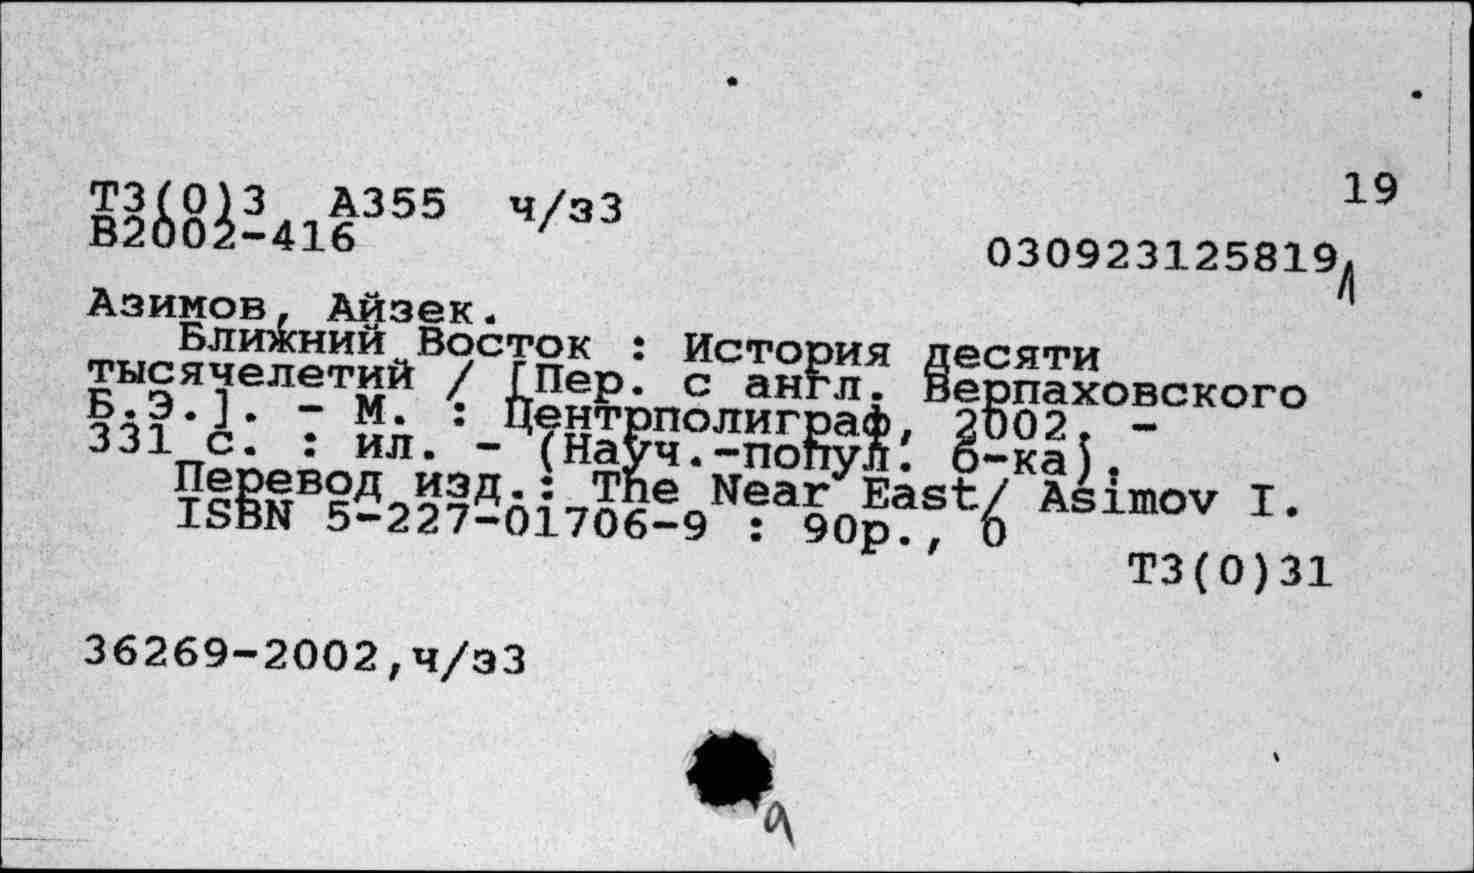 19
Т3(0)3 А355 ч/з3
В2002-416
030923125819
Азимов, Айзек.
Ближний Восток : История десяти
тысячелетий / [Пер. с англ. Верпаховского
Б.Э.]. - М. : Центрполиграф, 2002. -
331 с. : ил. - (Науч.-попул. б-ка).
Перевод изд.: The Near East/ Asimov I.
ISBN 5-227-01706-9 : 90р., 0
Т3(0)31
36269-2002,ч/з3